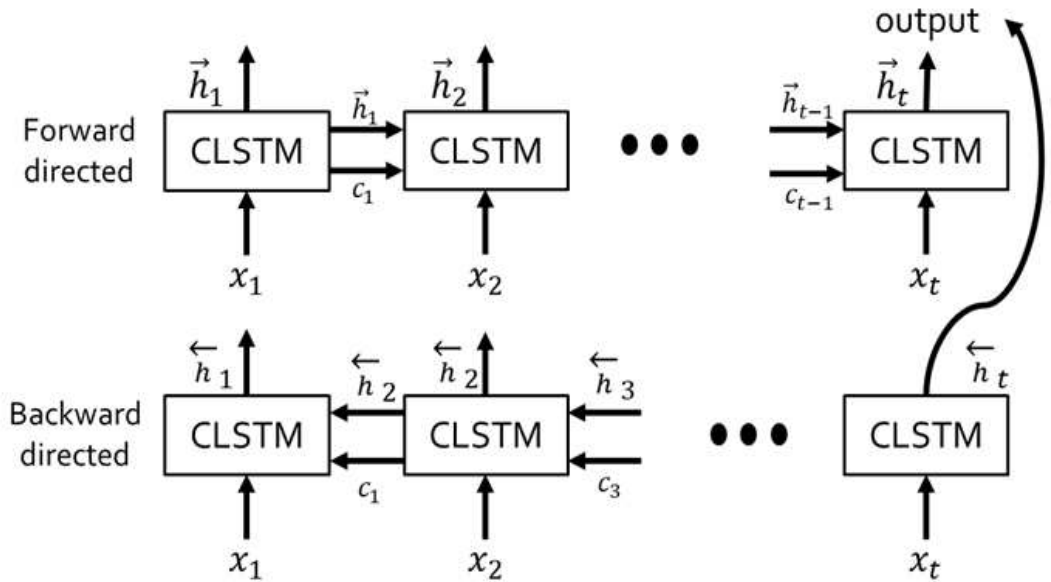 output
h⃗₁ h⃗₂ h⃗ₜ
h⃗₁ h⃗ₜ₋₁
Forward
directed
CLSTM CLSTM CLSTM
c₁ cₜ₋₁
x₁ x₂ xₜ
h⃖₁ h⃖₂ h⃖₂ h⃖₃ h⃖ₜ
Backward
directed
CLSTM CLSTM CLSTM
c₁ c₃
x₁ x₂ xₜ